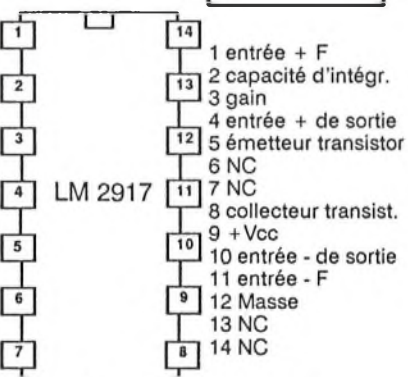 1 14
2 13
3 12
4 LM 2917 11
5 10
6 9
7 8
1 entrée + F
2 capacité d'intégr.
3 gain
4 entrée + de sortie
5 émetteur transistor
6 NC
7 NC
8 collecteur transist.
9 +Vcc
10 entrée - de sortie
11 entrée - F
12 Masse
13 NC
14 NC